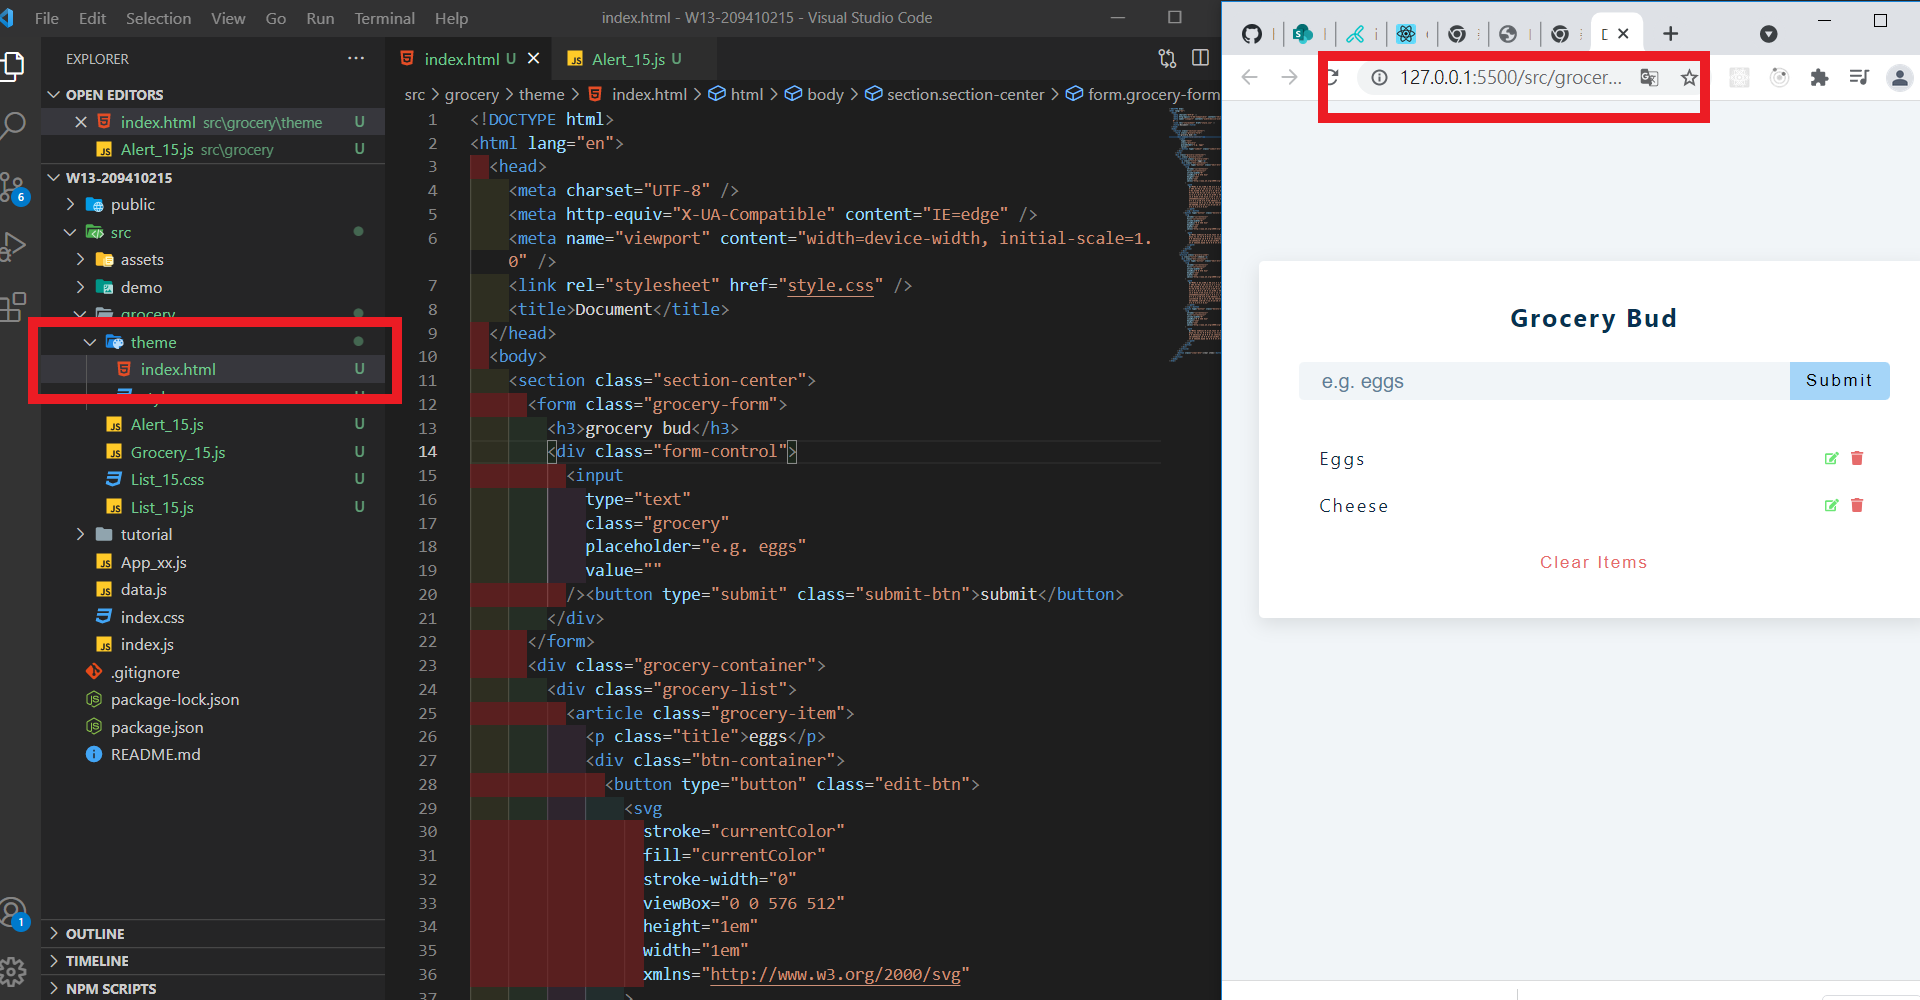 File Edit Selection View Go Run Terminal Help
index.html - W13-209410215 - Visual Studio Code
EXPLORER
OPEN EDITORS
index.html src\grocery\theme U
Alert_15.js src\grocery U
W13-209410215
public
src
assets
demo
grocery
theme
index.html U
Alert_15.js U
Grocery_15.js U
List_15.css U
List_15.js U
tutorial
App_xx.js
data.js
index.css
index.js
.gitignore
package-lock.json
package.json
README.md
OUTLINE
TIMELINE
NPM SCRIPTS
6
1
index.html U
Alert_15.js U
src > grocery > theme > index.html > html > body > section.section-center > form.grocery-form
1 <!DOCTYPE html>
2 <html lang="en">
3 <head>
4 <meta charset="UTF-8" />
5 <meta http-equiv="X-UA-Compatible" content="IE=edge" />
6 <meta name="viewport" content="width=device-width, initial-scale=1.
0" />
7 <link rel="stylesheet" href="style.css" />
8 <title>Document</title>
9 </head>
10 <body>
11 <section class="section-center">
12 <form class="grocery-form">
13 <h3>grocery bud</h3>
14 <div class="form-control">
15 <input
16 type="text"
17 class="grocery"
18 placeholder="e.g. eggs"
19 value=""
20 /><button type="submit" class="submit-btn">submit</button>
21 </div>
22 </form>
23 <div class="grocery-container">
24 <div class="grocery-list">
25 <article class="grocery-item">
26 <p class="title">eggs</p>
27 <div class="btn-container">
28 <button type="button" class="edit-btn">
29 <svg
30 stroke="currentColor"
31 fill="currentColor"
32 stroke-width="0"
33 viewBox="0 0 576 512"
34 height="1em"
35 width="1em"
36 xmlns="http://www.w3.org/2000/svg"
37 >
127.0.0.1:5500/src/grocer...
Grocery Bud
e.g. eggs
Submit
Eggs
Cheese
Clear Items